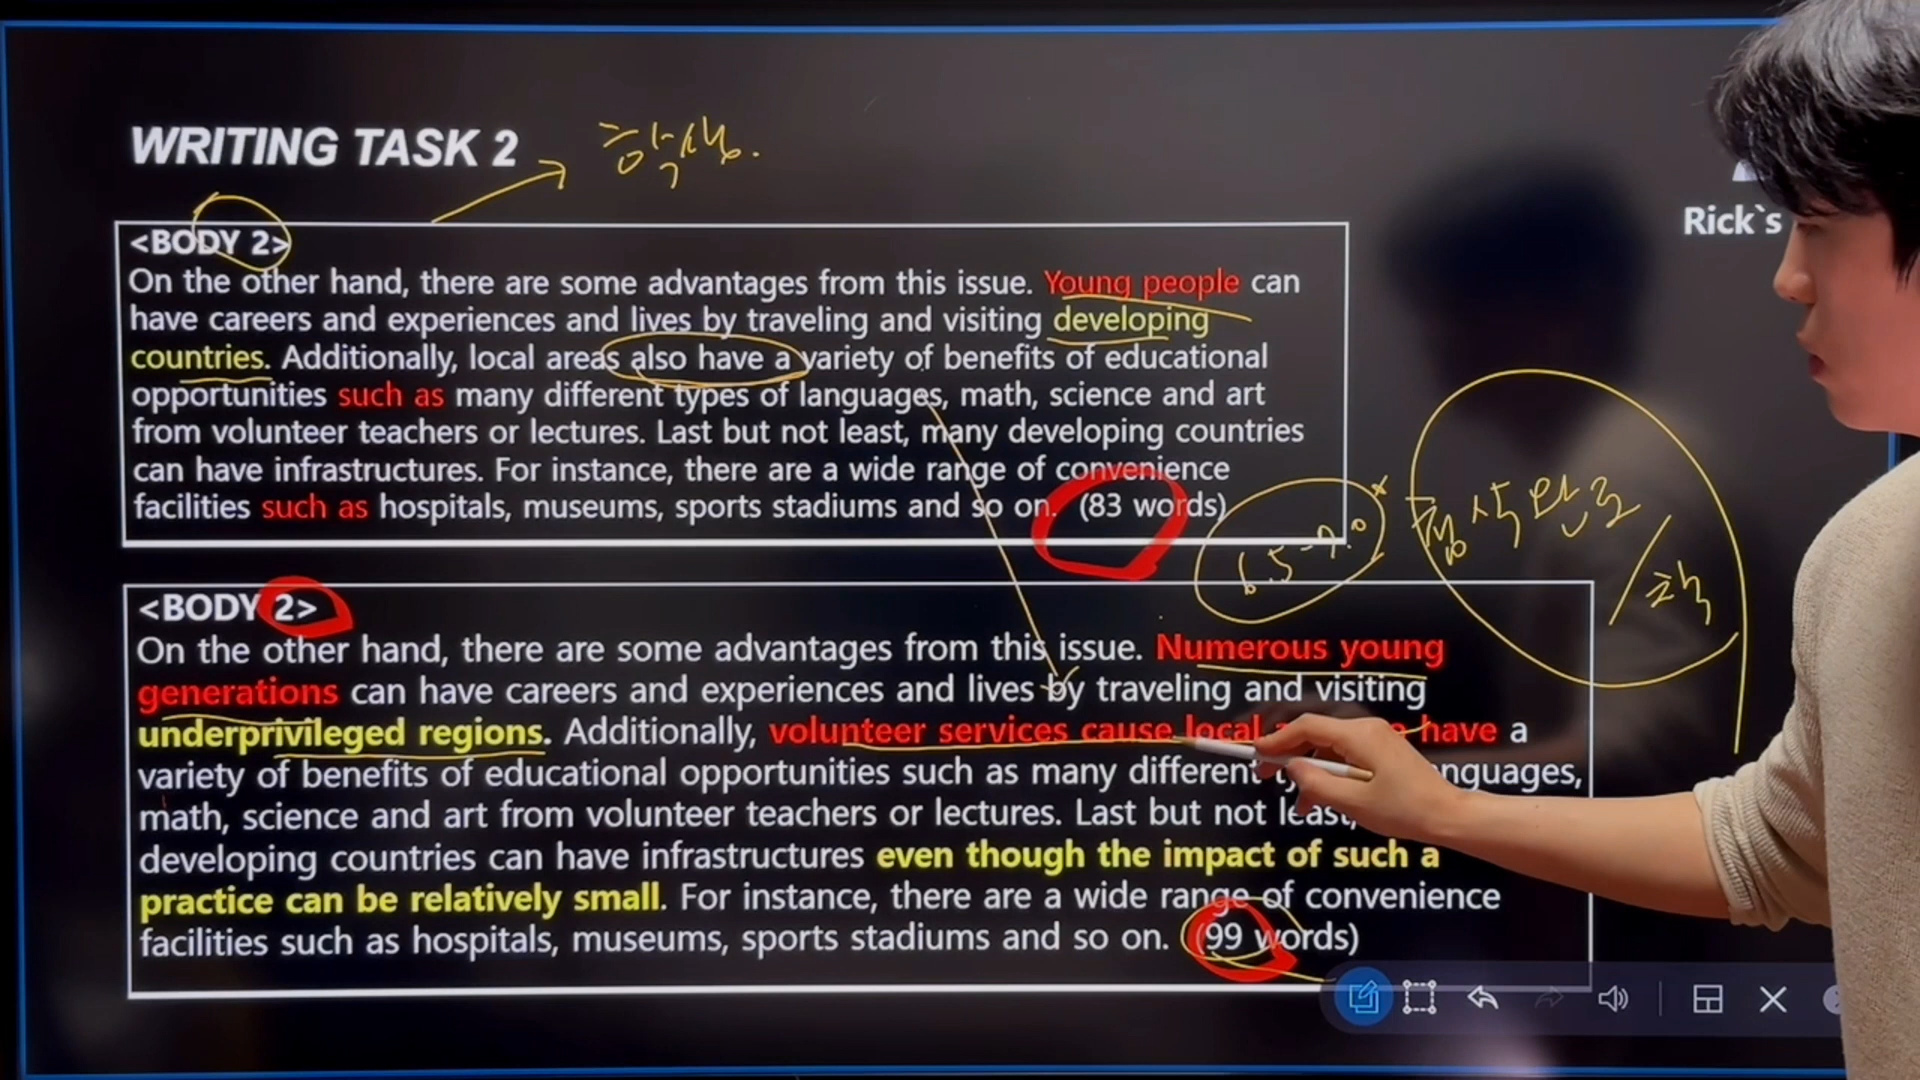 WRITING TASK 2
학생.
Rick`s
<BODY 2>
On the other hand, there are some advantages from this issue. Young people can
have careers and experiences and lives by traveling and visiting developing
countries. Additionally, local areas also have a variety of benefits of educational
opportunities such as many different types of languages, math, science and art
from volunteer teachers or lectures. Last but not least, many developing countries
can have infrastructures. For instance, there are a wide range of convenience
facilities such as hospitals, museums, sports stadiums and so on. (83 words)
6.5-7.0
<BODY 2>
On the other hand, there are some advantages from this issue. Numerous young
generations can have careers and experiences and lives by traveling and visiting
underprivileged regions. Additionally, volunteer services cause local have a
variety of benefits of educational opportunities such as many different nguages,
math, science and art from volunteer teachers or lectures. Last but not least,
developing countries can have infrastructures even though the impact of such a
practice can be relatively small. For instance, there are a wide range of convenience
facilities such as hospitals, museums, sports stadiums and so on. (99 words)